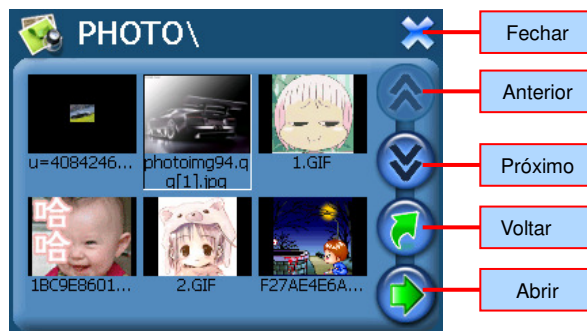 PHOTO\
Fechar
Anterior
Próximo
Voltar
Abrir
u=4084246...
photoimg94.q
q[1].jpg
1.GIF
哈
哈
1BC9E8601...
2.GIF
F27AE4E6A...